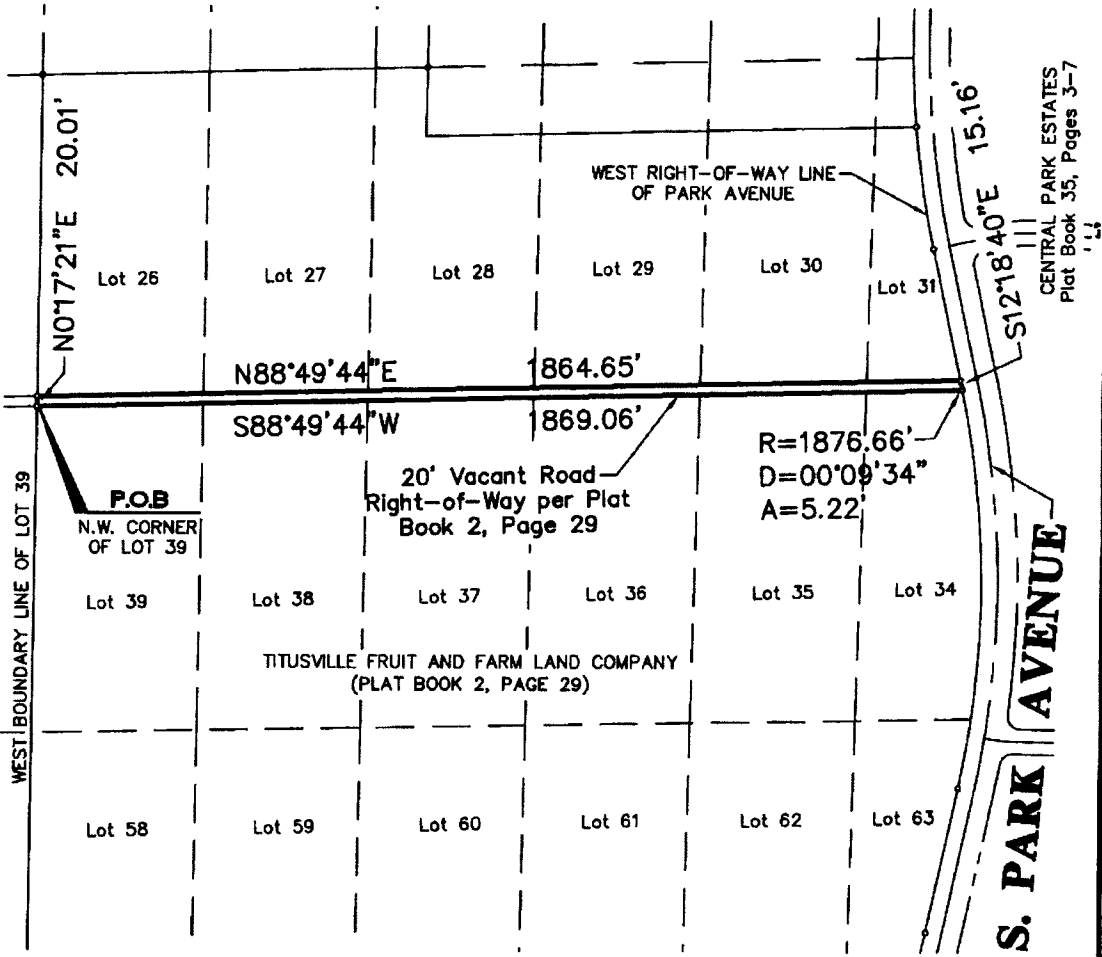 N0°17'21"E 20.01'
WEST RIGHT-OF-WAY LINE
OF PARK AVENUE
15.16'
S12°18'40"E
CENTRAL PARK ESTATES
Plat Book 35, Pages 3-7
Lot 26
Lot 27
Lot 28
Lot 29
Lot 30
Lot 31
N88°49'44"E 1864.65'
S88°49'44"W 1869.06'
20' Vacant Road
Right-of-Way per Plat
Book 2, Page 29
R=1876.66'
D=00°09'34"
A=5.22'
P.O.B
N.W. CORNER
OF LOT 39
WEST BOUNDARY LINE OF LOT 39
Lot 39
Lot 38
Lot 37
Lot 36
Lot 35
Lot 34
TITUSVILLE FRUIT AND FARM LAND COMPANY
(PLAT BOOK 2, PAGE 29)
Lot 58
Lot 59
Lot 60
Lot 61
Lot 62
Lot 63
S. PARK AVENUE